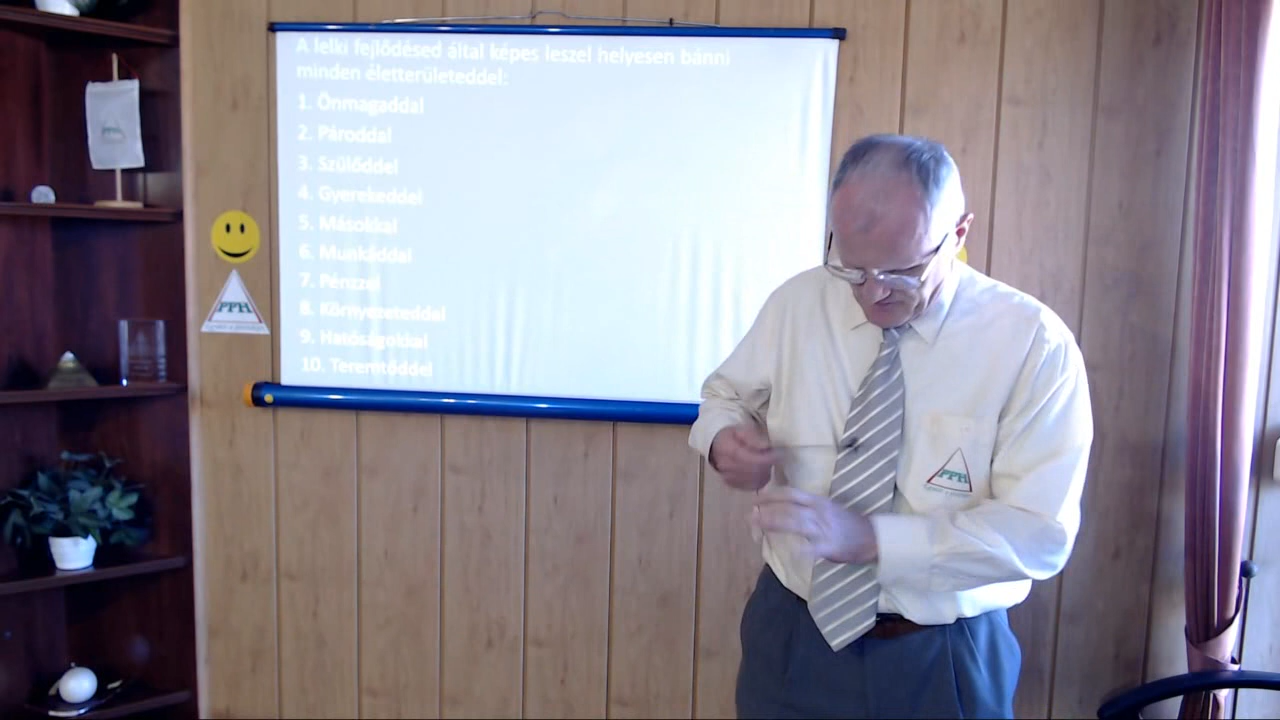 A lelki fejlődésed által képes leszel helyesen bánni
minden életterületeddel:
1. Önmagaddal
2. Pároddal
3. Szülőddel
4. Gyerekeddel
5. Másokkal
6. Munkáddal
7. Pénzzel
8. Környezeteddel
9. Hatóságokkal
10. Teremtőddel
PPH
PPH